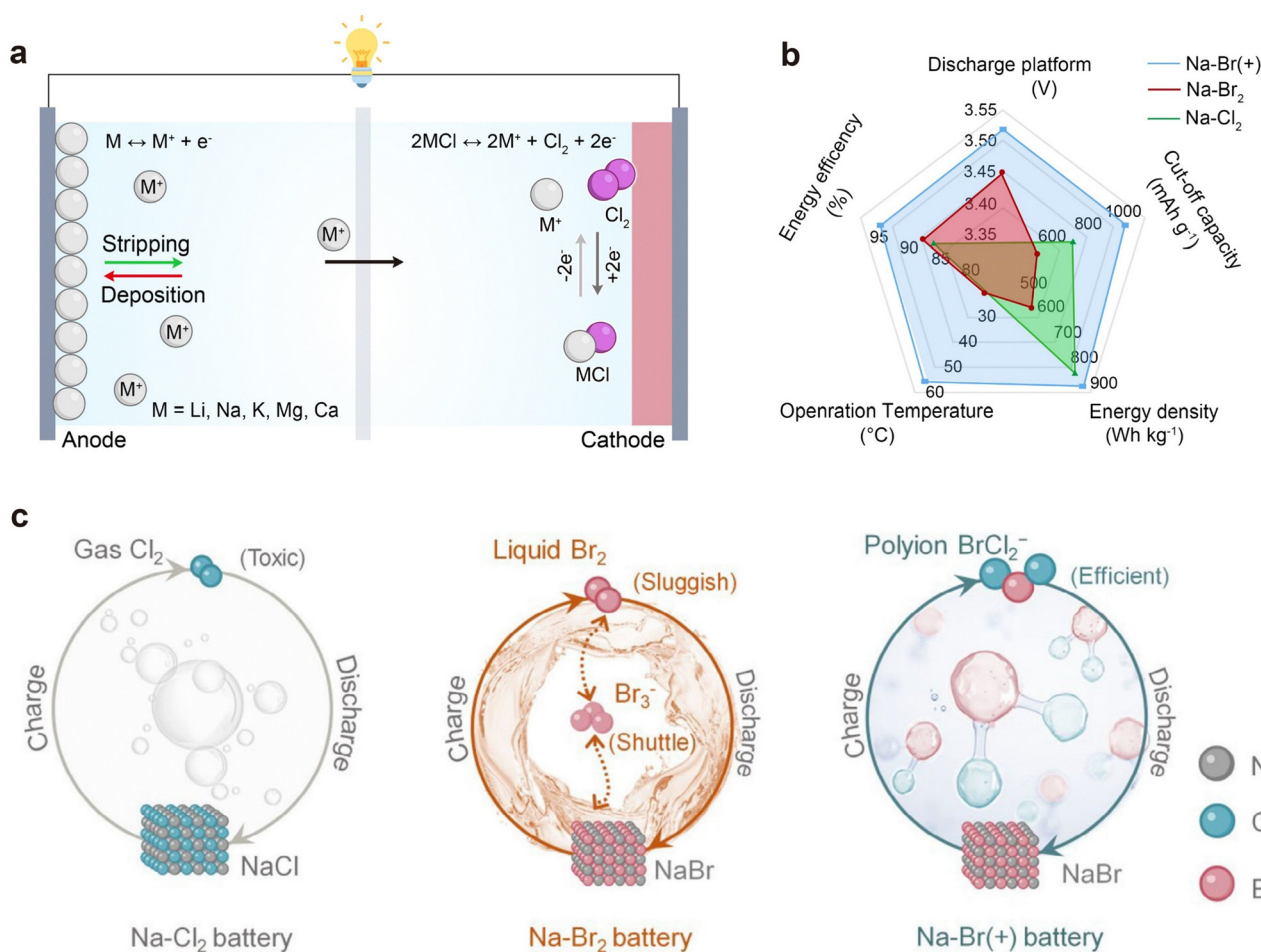 a
M ↔ M⁺ + e⁻
2MCl ↔ 2M⁺ + Cl₂ + 2e⁻
M⁺
M⁺
Cl₂
M⁺
Stripping
Deposition
-2e⁻
+2e⁻
M⁺
MCl
M⁺
M = Li, Na, K, Mg, Ca
Anode
Cathode
b
Discharge platform
(V)
Na-Br(+)
Na-Br₂
Na-Cl₂
Energy efficency
(%)
Cut-off capacity
(mAh g⁻¹)
3.55
3.50
3.45
3.40
3.35
1000
800
600
95
90
85
80
500
600
700
800
900
30
40
50
60
Openration Temperature
(°C)
Energy density
(Wh kg⁻¹)
c
Gas Cl₂
(Toxic)
Charge
Discharge
NaCl
Na-Cl₂ battery
Liquid Br₂
(Sluggish)
Br₃⁻
(Shuttle)
Charge
Discharge
NaBr
Na-Br₂ battery
Polyion BrCl₂⁻
(Efficient)
Charge
Discharge
NaBr
Na-Br(+) battery
N